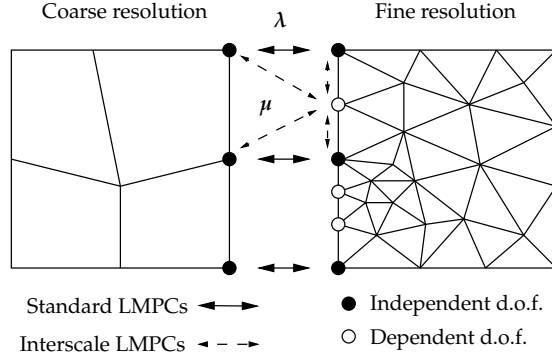 Coarse resolution
λ
Fine resolution
μ
Standard LMPCs
Independent d.o.f.
Interscale LMPCs
Dependent d.o.f.